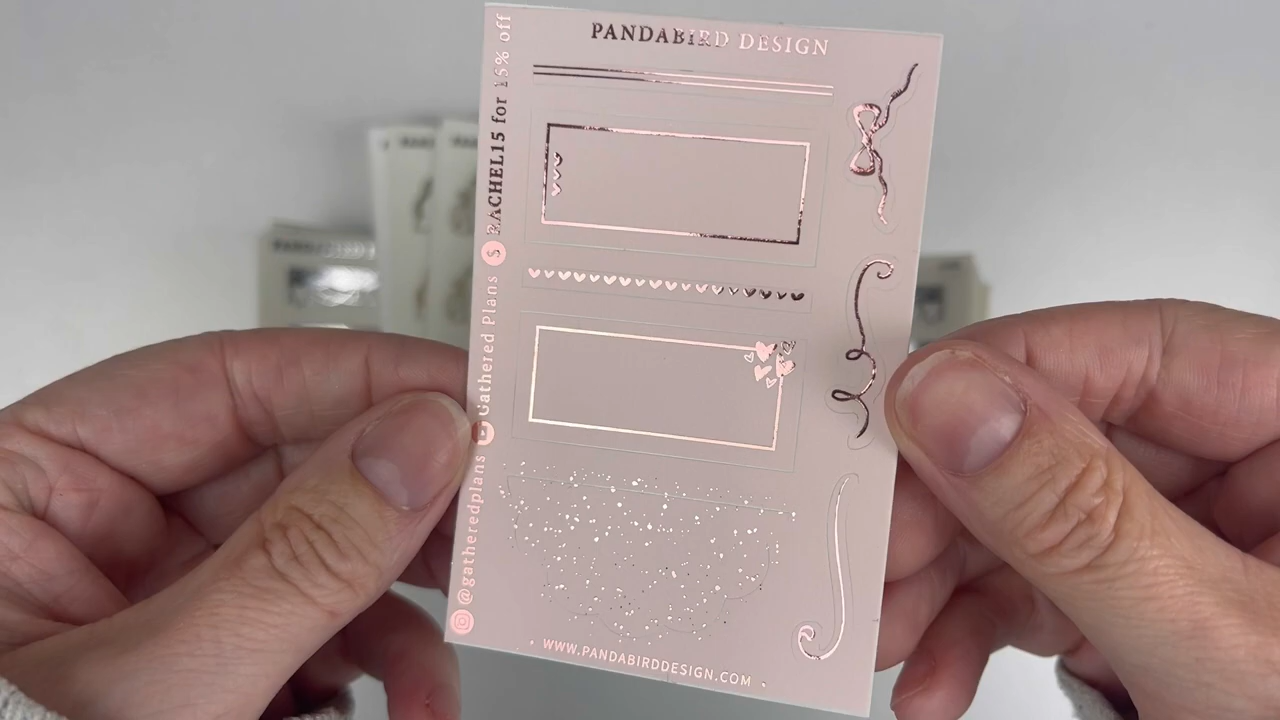 PANDABIRD DESIGN
@gatheredplans Gathered Plans $ RACHEL15 for 15% off
WWW.PANDABIRDDESIGN.COM